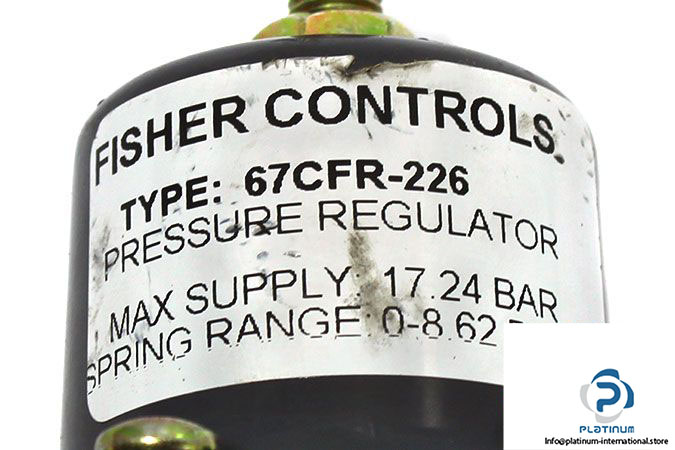 FISHER CONTROLS
TYPE: 67CFR-226
PRESSURE REGULATOR
MAX SUPPLY: 17.24 BAR
SPRING RANGE: 0-8.62
PLATINUM
Info@platinum-international.store